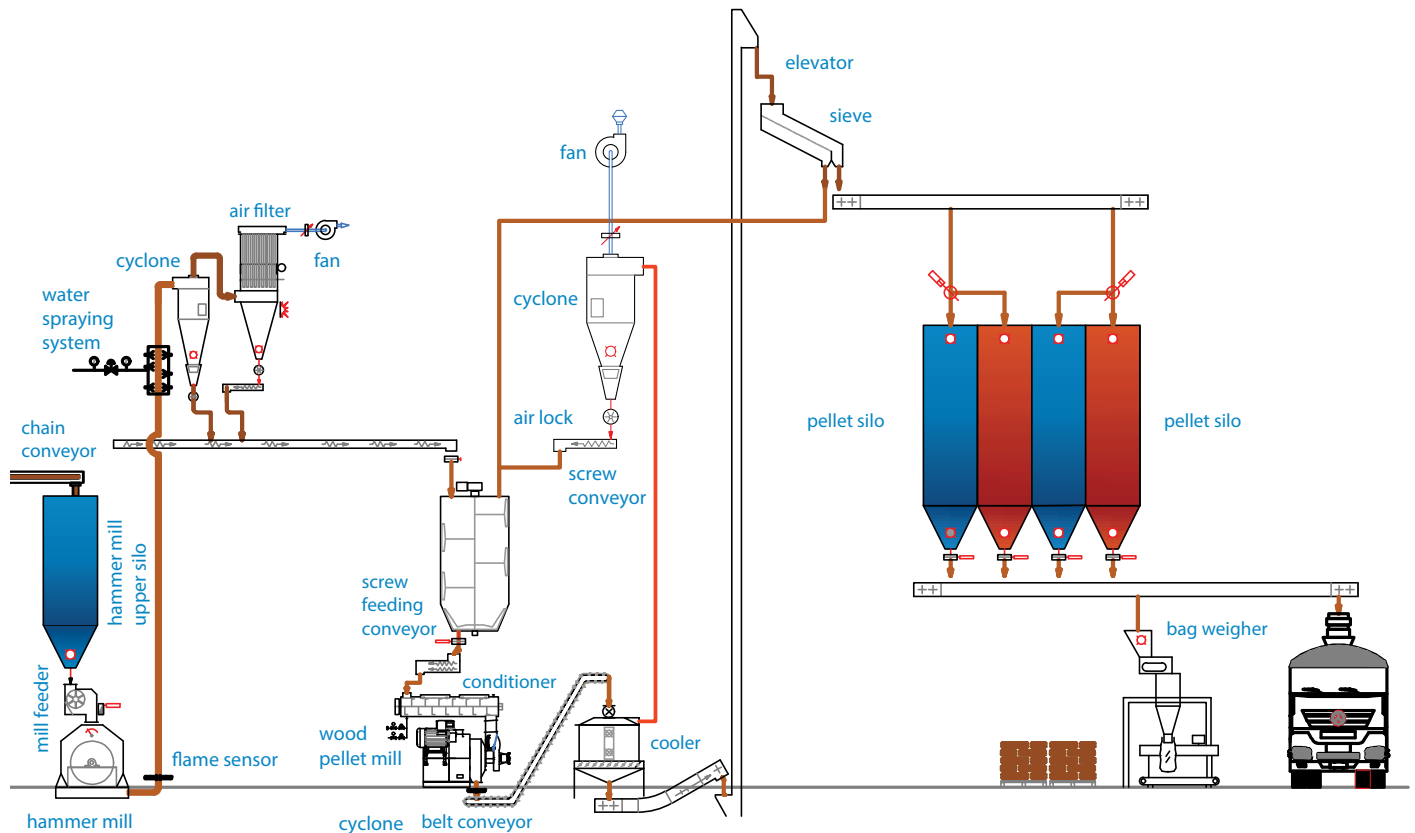 elevator
sieve
fan
air filter
fan
cyclone
water
spraying
system
cyclone
chain
conveyor
air lock
screw
conveyor
pellet silo
pellet silo
hammer mill
upper silo
screw
feeding
conveyor
bag weigher
mill feeder
conditioner
wood
pellet mill
cooler
flame sensor
hammer mill
cyclone
belt conveyor